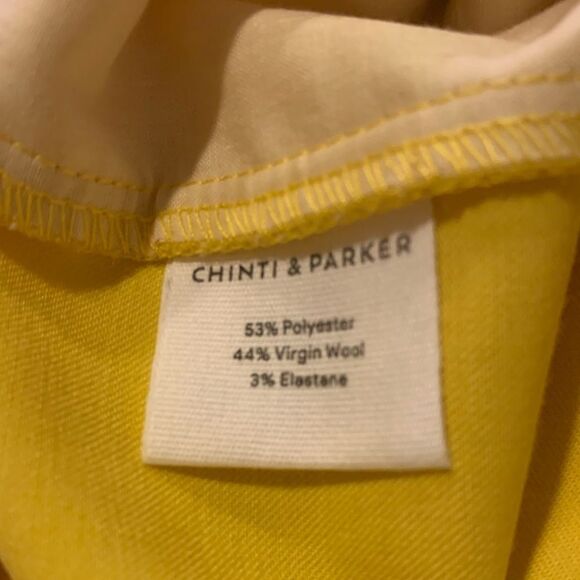 CHINTI & PARKER
53% Polyester
44% Virgin Wool
3% Elastane